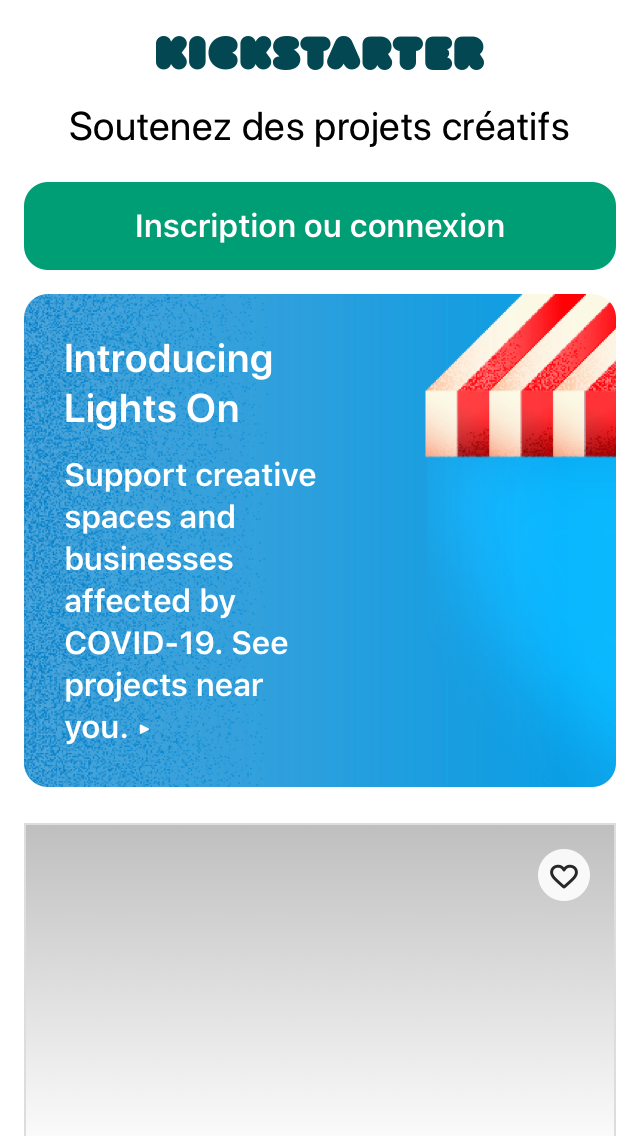 KICKSTARTER
Soutenez des projets créatifs
Inscription ou connexion
Introducing
Lights On
Support creative
spaces and
businesses
affected by
COVID-19. See
projects near
you. ▸